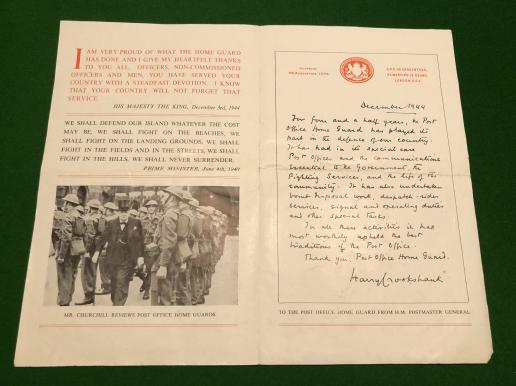 I AM VERY PROUD OF WHAT THE HOME GUARD
HAS DONE AND I GIVE MY HEARTFELT THANKS
TO YOU ALL. OFFICERS, NON-COMMISSIONED
OFFICERS AND MEN, YOU HAVE SERVED YOUR
COUNTRY WITH A STEADFAST DEVOTION. I KNOW
THAT YOUR COUNTRY WILL NOT FORGET THAT
SERVICE.
HIS MAJESTY THE KING, December 3rd, 1944
WE SHALL DEFEND OUR ISLAND WHATEVER THE COST
MAY BE, WE SHALL FIGHT ON THE BEACHES, WE
SHALL FIGHT ON THE LANDING GROUNDS, WE SHALL
FIGHT IN THE FIELDS AND IN THE STREETS, WE SHALL
FIGHT IN THE HILLS, WE SHALL NEVER SURRENDER.
PRIME MINISTER, June 4th, 1940
MR. CHURCHILL REVIEWS POST OFFICE HOME GUARDS.
G.P.O. HEADQUARTERS,
LONDON E.C.1
December 1944
For four and a half years, the Post
Office Home Guard has played its
part in the defence of our country.
It has had in its special care
Post Offices and the communications
essential to the Government, the
Fighting Services, and the life of the
community. It has also undertaken
bomb disposal work, despatch-rider
services, signal and operating duties
and other special tasks.
In all these activities it has
most worthily upheld the best
traditions of the Post Office.
Thank you, Post Office Home Guard.
Harry Crookshank
TO THE POST OFFICE HOME GUARD FROM H.M. POSTMASTER GENERAL.